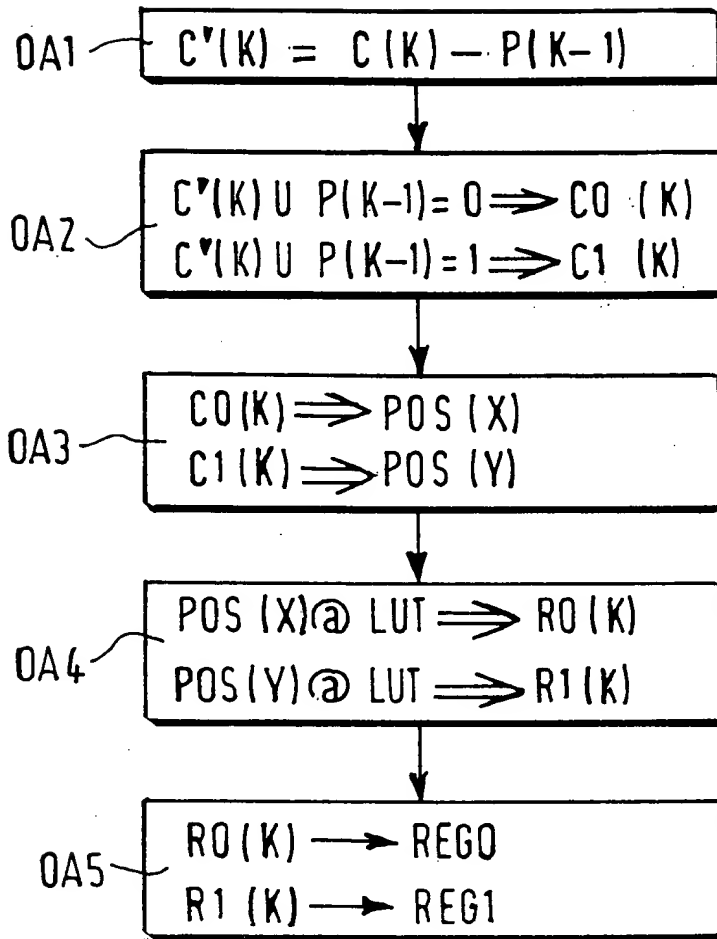 OA1
C'(K) = C(K) — P(K-1)
OA2
C'(K) U P(K-1) = 0 ⟹ C0 (K)
C'(K) U P(K-1) = 1 ⟹ C1 (K)
OA3
C0(K) ⟹ POS (X)
C1(K) ⟹ POS (Y)
OA4
POS (X)@ LUT ⟹ R0(K)
POS(Y)@ LUT ⟹ R1(K)
OA5
R0(K) ⟶ REG0
R1 (K) ⟶ REG1